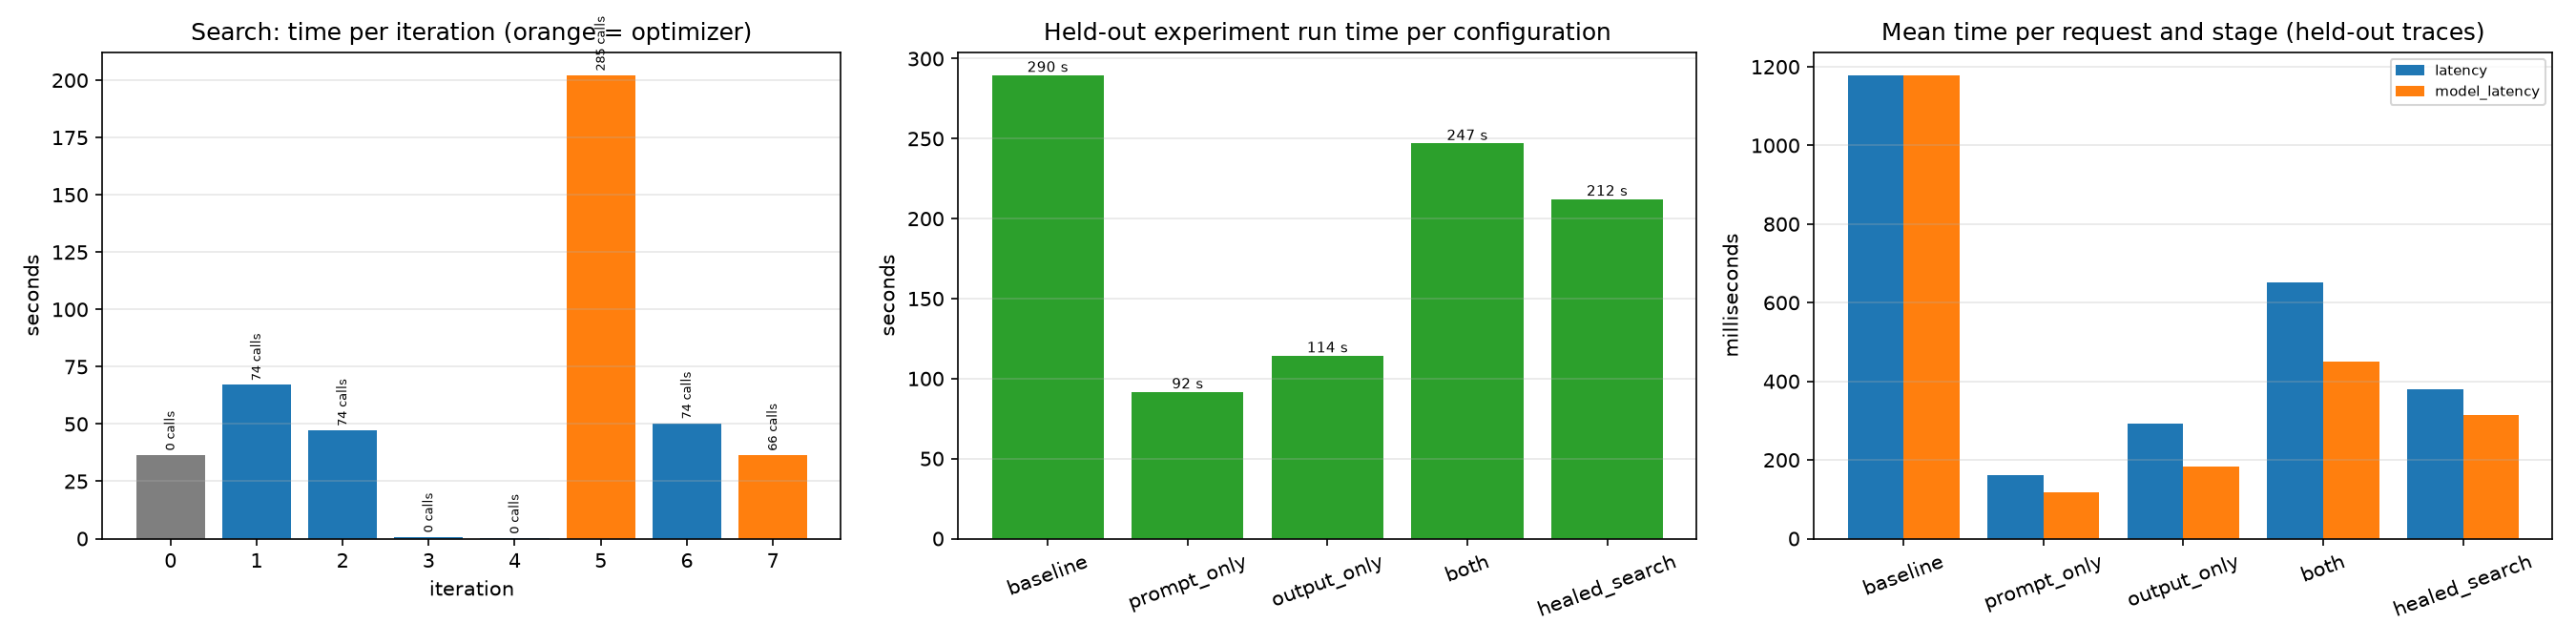 Search: time per iteration (orange = optimizer)
seconds
200
175
150
125
100
75
50
25
0
0 calls
74 calls
74 calls
0 calls
0 calls
285 calls
74 calls
66 calls
0 1 2 3 4 5 6 7
iteration
Held-out experiment run time per configuration
seconds
300
250
200
150
100
50
0
290 s
92 s
114 s
247 s
212 s
baseline
prompt_only
output_only
both
healed_search
Mean time per request and stage (held-out traces)
milliseconds
1200
1000
800
600
400
200
0
latency
model_latency
baseline
prompt_only
output_only
both
healed_search